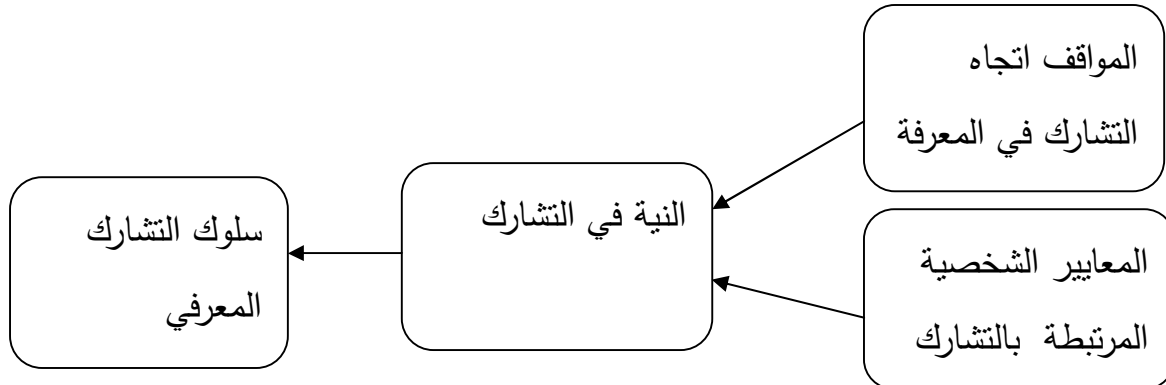 المواقف اتجاه
التشارك في المعرفة
المعايير الشخصية
المرتبطة بالتشارك
النية في التشارك
سلوك التشارك
المعرفي